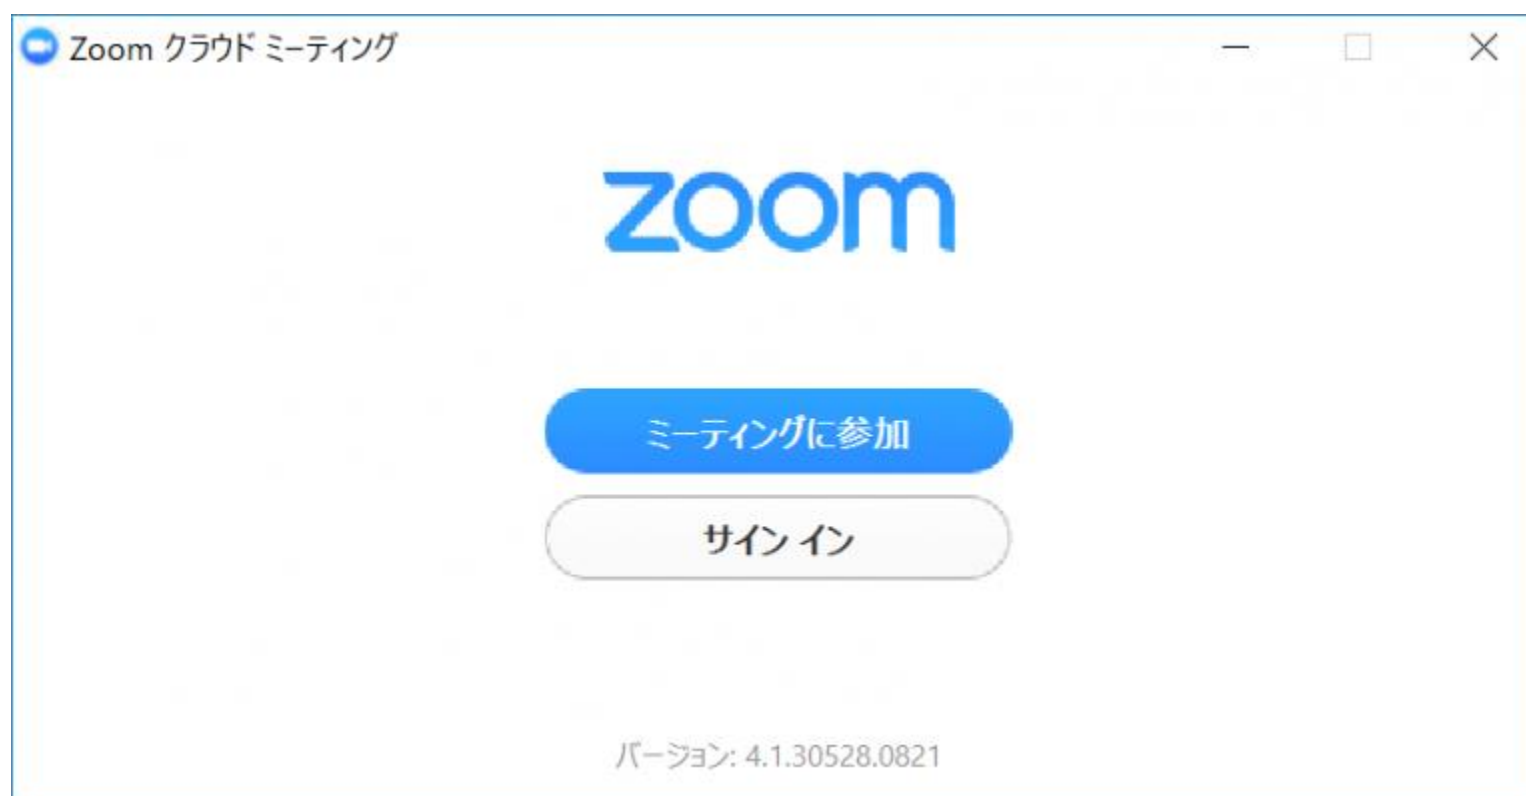 Zoom クラウド ミーティング
zoom
ミーティングに参加
サイン イン
バージョン: 4.1.30528.0821